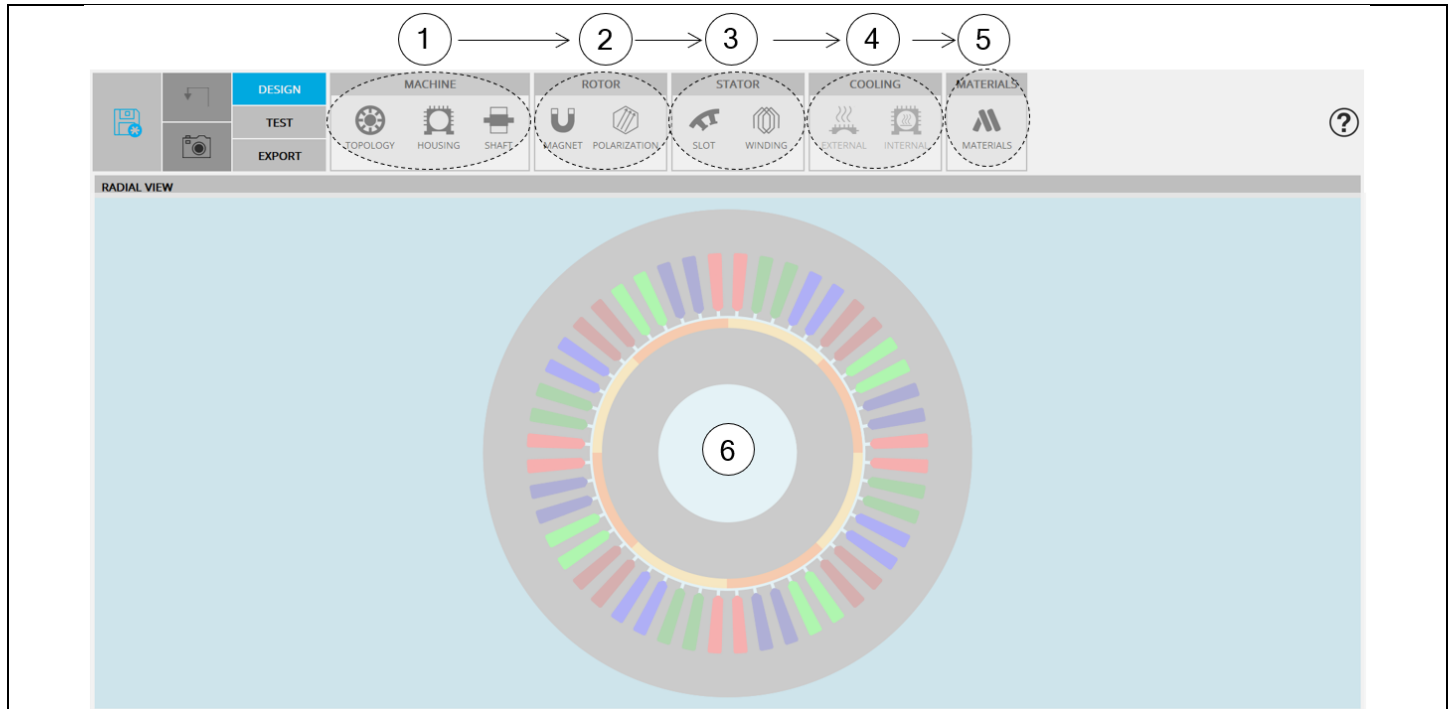 1 2 3 4 5
DESIGN MACHINE ROTOR STATOR COOLING MATERIALS
TEST
EXPORT
TOPOLOGY HOUSING SHAFT MAGNET POLARIZATION SLOT WINDING EXTERNAL INTERNAL MATERIALS
?
RADIAL VIEW
6